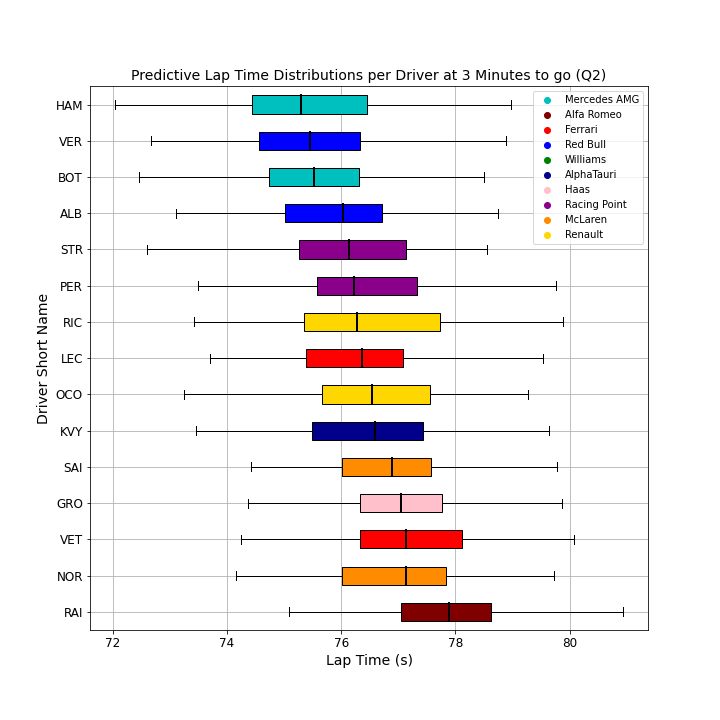 Predictive Lap Time Distributions per Driver at 3 Minutes to go (Q2)
HAM
VER
BOT
ALB
STR
PER
RIC
LEC
OCO
KVY
SAI
GRO
VET
NOR
RAI
Driver Short Name
Mercedes AMG
Alfa Romeo
Ferrari
Red Bull
Williams
AlphaTauri
Haas
Racing Point
McLaren
Renault
72 74 76 78 80
Lap Time (s)